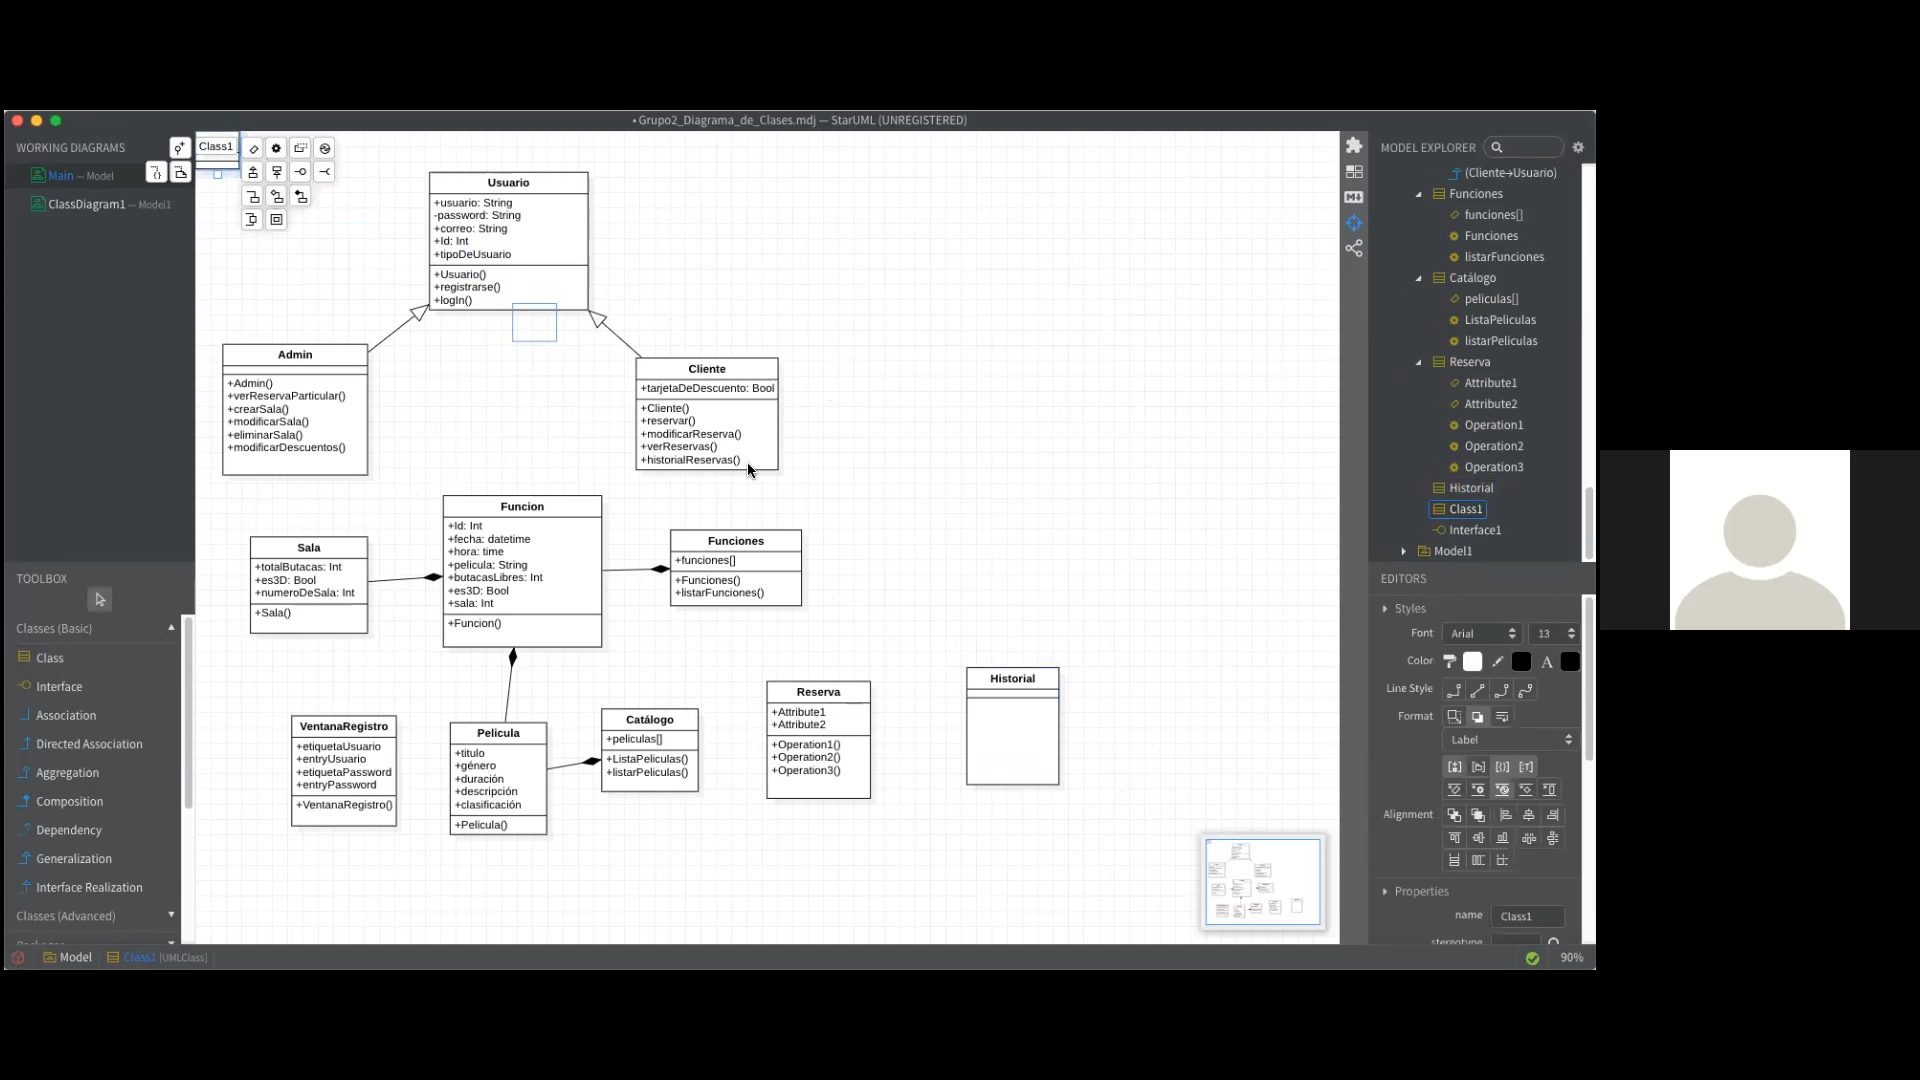 • Grupo2_Diagrama_de_Clases.mdj — StarUML (UNREGISTERED)
WORKING DIAGRAMS
Main — Model
ClassDiagram1 — Model1
TOOLBOX
Classes (Basic)
Class
Interface
Association
Directed Association
Aggregation
Composition
Dependency
Generalization
Interface Realization
Classes (Advanced)
Class1
Usuario
+usuario: String
-password: String
+correo: String
+Id: Int
+tipoDeUsuario
+Usuario()
+registrarse()
+logIn()
Admin
+Admin()
+verReservaParticular()
+crearSala()
+modificarSala()
+eliminarSala()
+modificarDescuentos()
Cliente
+tarjetaDeDescuento: Bool
+Cliente()
+reservar()
+modificarReserva()
+verReservas()
+historialReservas()
Sala
+totalButacas: Int
+es3D: Bool
+numeroDeSala: Int
+Sala()
Funcion
+Id: Int
+fecha: datetime
+hora: time
+pelicula: String
+butacasLibres: Int
+es3D: Bool
+sala: Int
+Funcion()
Funciones
+funciones[]
+Funciones()
+listarFunciones()
VentanaRegistro
+etiquetaUsuario
+entryUsuario
+etiquetaPassword
+entryPassword
+VentanaRegistro()
Pelicula
+titulo
+género
+duración
+descripción
+clasificación
+Pelicula()
Catálogo
+peliculas[]
+ListaPeliculas()
+listarPeliculas()
Reserva
+Attribute1
+Attribute2
+Operation1()
+Operation2()
+Operation3()
Historial
MODEL EXPLORER
(Cliente→Usuario)
Funciones
funciones[]
Funciones
listarFunciones
Catálogo
peliculas[]
ListaPeliculas
listarPeliculas
Reserva
Attribute1
Attribute2
Operation1
Operation2
Operation3
Historial
Class1
Interface1
Model1
EDITORS
Styles
Font Arial 13
Color
Line Style
Format
Label
Alignment
Properties
name Class1
stereotype
Model Class1 [UMLClass]
90%